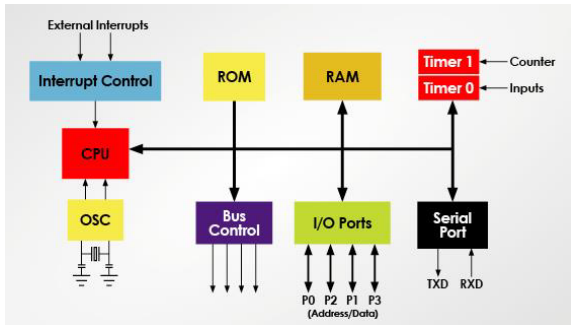 External Interrupts
Interrupt Control
ROM
RAM
Timer 1
Counter
Timer 0
Inputs
CPU
OSC
Bus
Control
I/O Ports
Serial
Port
P0 P2 P1 P3
(Address/Data)
TXD RXD